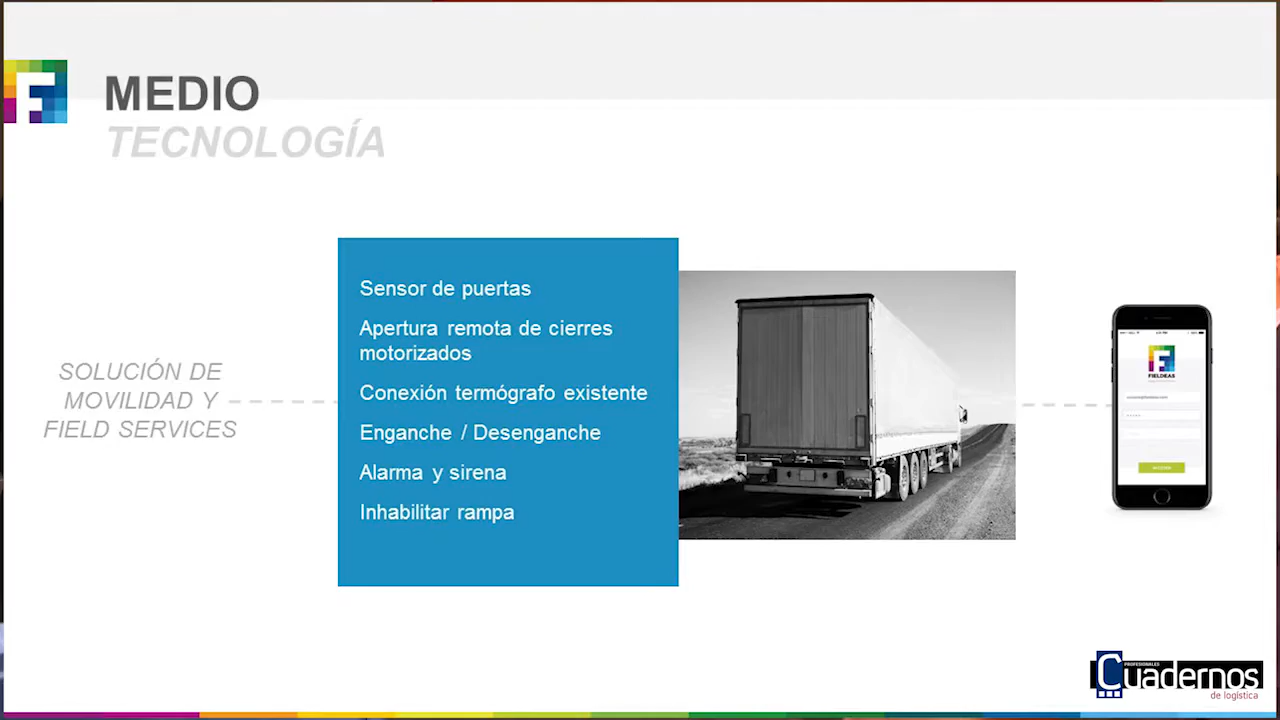 MEDIO
TECNOLOGÍA
SOLUCIÓN DE
MOVILIDAD Y
FIELD SERVICES
Sensor de puertas
Apertura remota de cierres
motorizados
Conexión termógrafo existente
Enganche / Desenganche
Alarma y sirena
Inhabilitar rampa
F
FIELDEAS
PROFESIONALES
Cuadernos
de logística